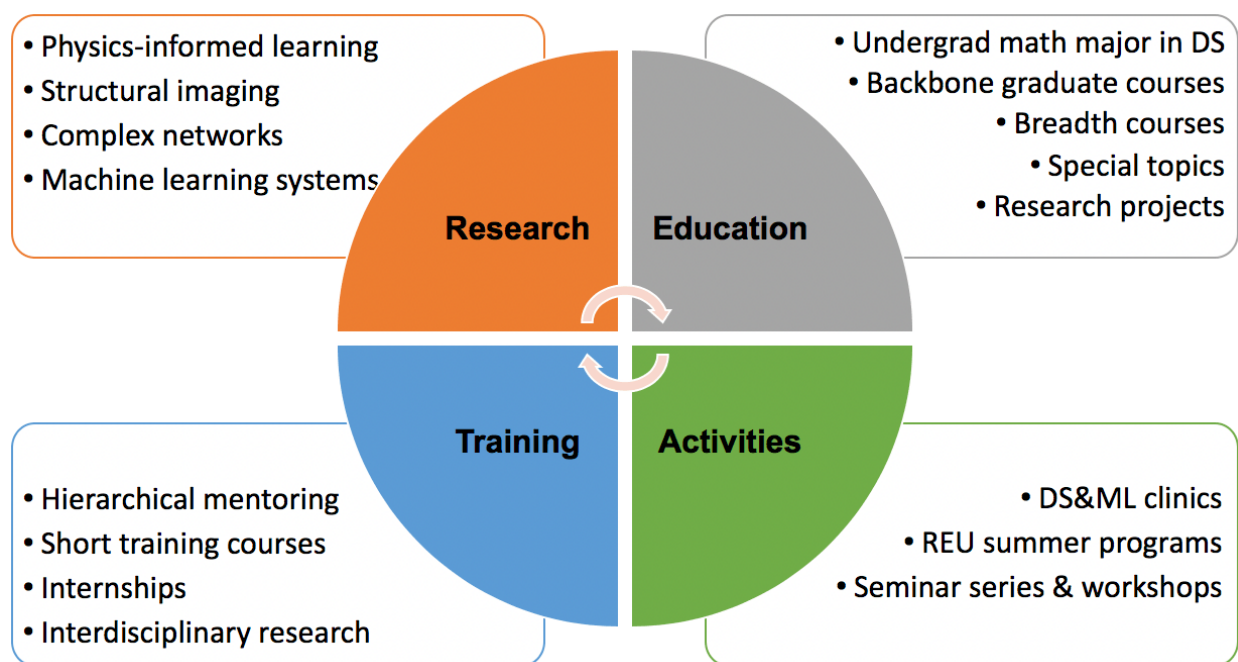 • Physics-informed learning
• Structural imaging
• Complex networks
• Machine learning systems
• Undergrad math major in DS
• Backbone graduate courses
• Breadth courses
• Special topics
• Research projects
Research
Education
Training
Activities
• Hierarchical mentoring
• Short training courses
• Internships
• Interdisciplinary research
• DS&ML clinics
• REU summer programs
• Seminar series & workshops